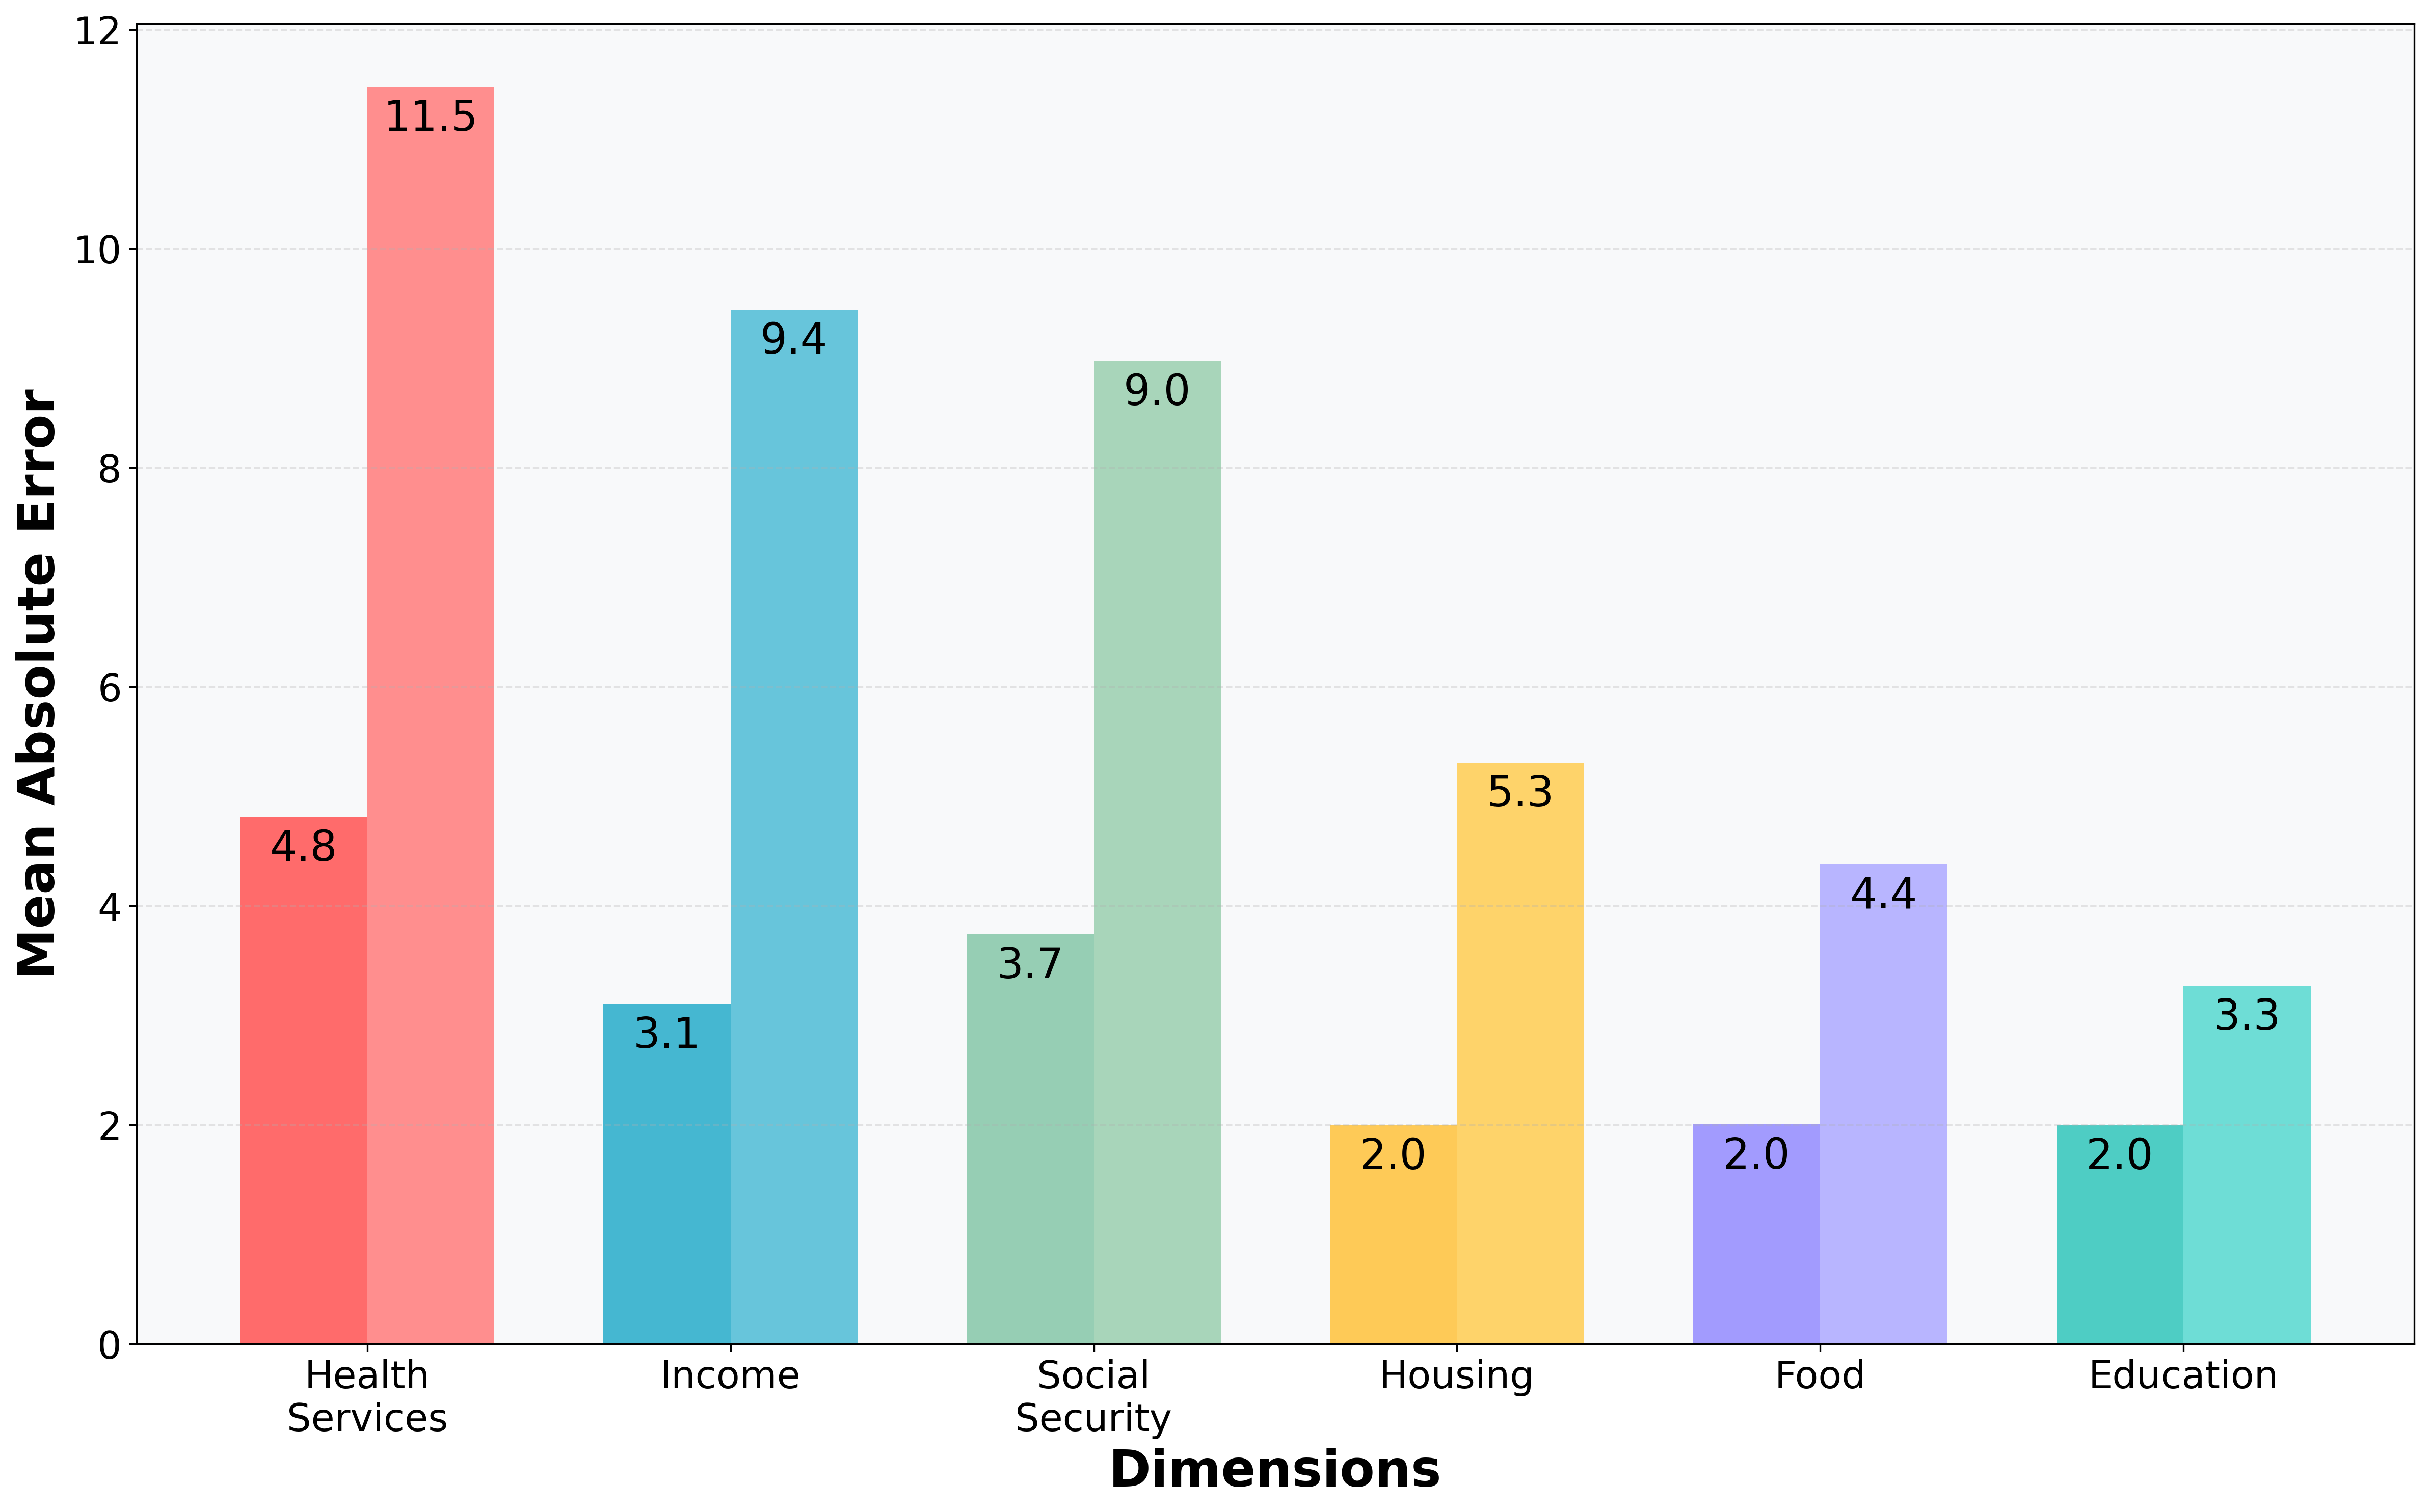 12
10
8
6
4
2
0
Mean Absolute Error
11.5
9.4
9.0
5.3
4.8
4.4
3.7
3.1
3.3
2.0
2.0
2.0
Health
Services
Income
Social
Security
Housing
Food
Education
Dimensions